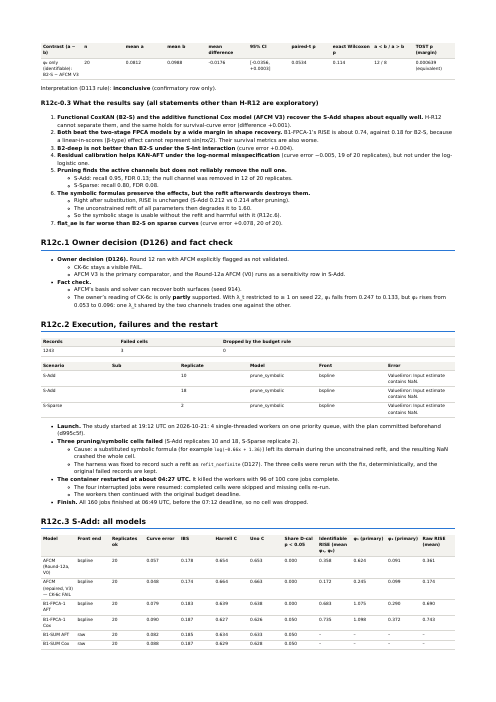 Contrast (a − b) n mean a mean b mean difference 95% CI paired-t p exact Wilcoxon p a < b / a > b TOST p (margin)
φ₁ only (identifiable): B2-S − AFCM V3 20 0.0812 0.0988 -0.0176 [-0.0356, +0.0003] 0.0534 0.114 12 / 8 0.000639 (equivalent)
Interpretation (D113 rule): inconclusive (confirmatory row only).
R12c-0.3 What the results say (all statements other than H-R12 are exploratory)
1. Functional CoxKAN (B2-S) and the additive functional Cox model (AFCM V3) recover the S-Add shapes about equally well. H-R12
cannot separate them, and the same holds for survival-curve error (difference +0.001).
2. Both beat the two-stage FPCA models by a wide margin in shape recovery. B1-FPCA-1's RISE is about 0.74, against 0.18 for B2-S, because
a linear-in-scores (β-type) effect cannot represent sin(πx/2). Their survival metrics are also worse.
3. B2-deep is not better than B2-S under the S-Int interaction (curve error +0.004).
4. Residual calibration helps KAN-AFT under the log-normal misspecification (curve error −0.005, 19 of 20 replicates), but not under the log-
logistic one.
5. Pruning finds the active channels but does not reliably remove the null one.
S-Add: recall 0.95, FDR 0.13; the null channel was removed in 12 of 20 replicates.
S-Sparse: recall 0.80, FDR 0.08.
6. The symbolic formulas preserve the effects, but the refit afterwards destroys them.
Right after substitution, RISE is unchanged (S-Add 0.212 vs 0.214 after pruning).
The unconstrained refit of all parameters then degrades it to 1.60.
So the symbolic stage is usable without the refit and harmful with it (R12c.6).
7. flat_ae is far worse than B2-S on sparse curves (curve error +0.078, 20 of 20).
R12c.1 Owner decision (D126) and fact check
Owner decision (D126). Round 12 ran with AFCM explicitly flagged as not validated.
CK-6c stays a visible FAIL.
AFCM V3 is the primary comparator, and the Round-12a AFCM (V0) runs as a sensitivity row in S-Add.
Fact check.
AFCM's basis and solver can recover both surfaces (seed 914).
The owner's reading of CK-6c is only partly supported. With λ_t restricted to ≥ 1 on seed 22, φ₁ falls from 0.247 to 0.133, but φ₂ rises from
0.053 to 0.096: one λ_t shared by the two channels trades one against the other.
R12c.2 Execution, failures and the restart
Records Failed cells Dropped by the budget rule
1243 3 0
Scenario Sub Replicate Model Front Error
S-Add 10 prune_symbolic bspline ValueError: Input estimate contains NaN.
S-Add 18 prune_symbolic bspline ValueError: Input estimate contains NaN.
S-Sparse 2 prune_symbolic bspline ValueError: Input estimate contains NaN.
Launch. The study started at 19:12 UTC on 2026-10-21: 4 single-threaded workers on one priority queue, with the plan committed beforehand
(d995c5f).
Three pruning/symbolic cells failed (S-Add replicates 10 and 18, S-Sparse replicate 2).
Cause: a substituted symbolic formula (for example log(−0.66x + 1.36)) left its domain during the unconstrained refit, and the resulting NaN
crashed the whole cell.
The harness was fixed to record such a refit as refit_nonfinite (D127). The three cells were rerun with the fix, deterministically, and the
original failed records are kept.
The container restarted at about 04:27 UTC. It killed the workers with 96 of 100 core jobs complete.
The four interrupted jobs were resumed: completed cells were skipped and missing cells re-run.
The workers then continued with the original budget deadline.
Finish. All 160 jobs finished at 06:49 UTC, before the 07:12 deadline, so no cell was dropped.
R12c.3 S-Add: all models
Model Front end Replicates ok Curve error IBS Harrell C Uno C Share D-cal p < 0.05 Identifiable RISE (mean φ₁, φ₂) φ₁ (primary) φ₂ (primary) Raw RISE (mean)
AFCM (Round-12a, V0) bspline 20 0.057 0.178 0.654 0.653 0.000 0.358 0.624 0.091 0.361
AFCM (repaired, V3) — CK-6c FAIL bspline 20 0.048 0.174 0.664 0.663 0.000 0.172 0.245 0.099 0.174
B1-FPCA-1 AFT bspline 20 0.079 0.183 0.639 0.638 0.000 0.683 1.075 0.290 0.690
B1-FPCA-1 Cox bspline 20 0.090 0.187 0.627 0.626 0.050 0.735 1.098 0.372 0.743
B1-SUM AFT raw 20 0.082 0.185 0.634 0.633 0.050 – – – –
B1-SUM Cox raw 20 0.088 0.187 0.629 0.628 0.050 – – – –